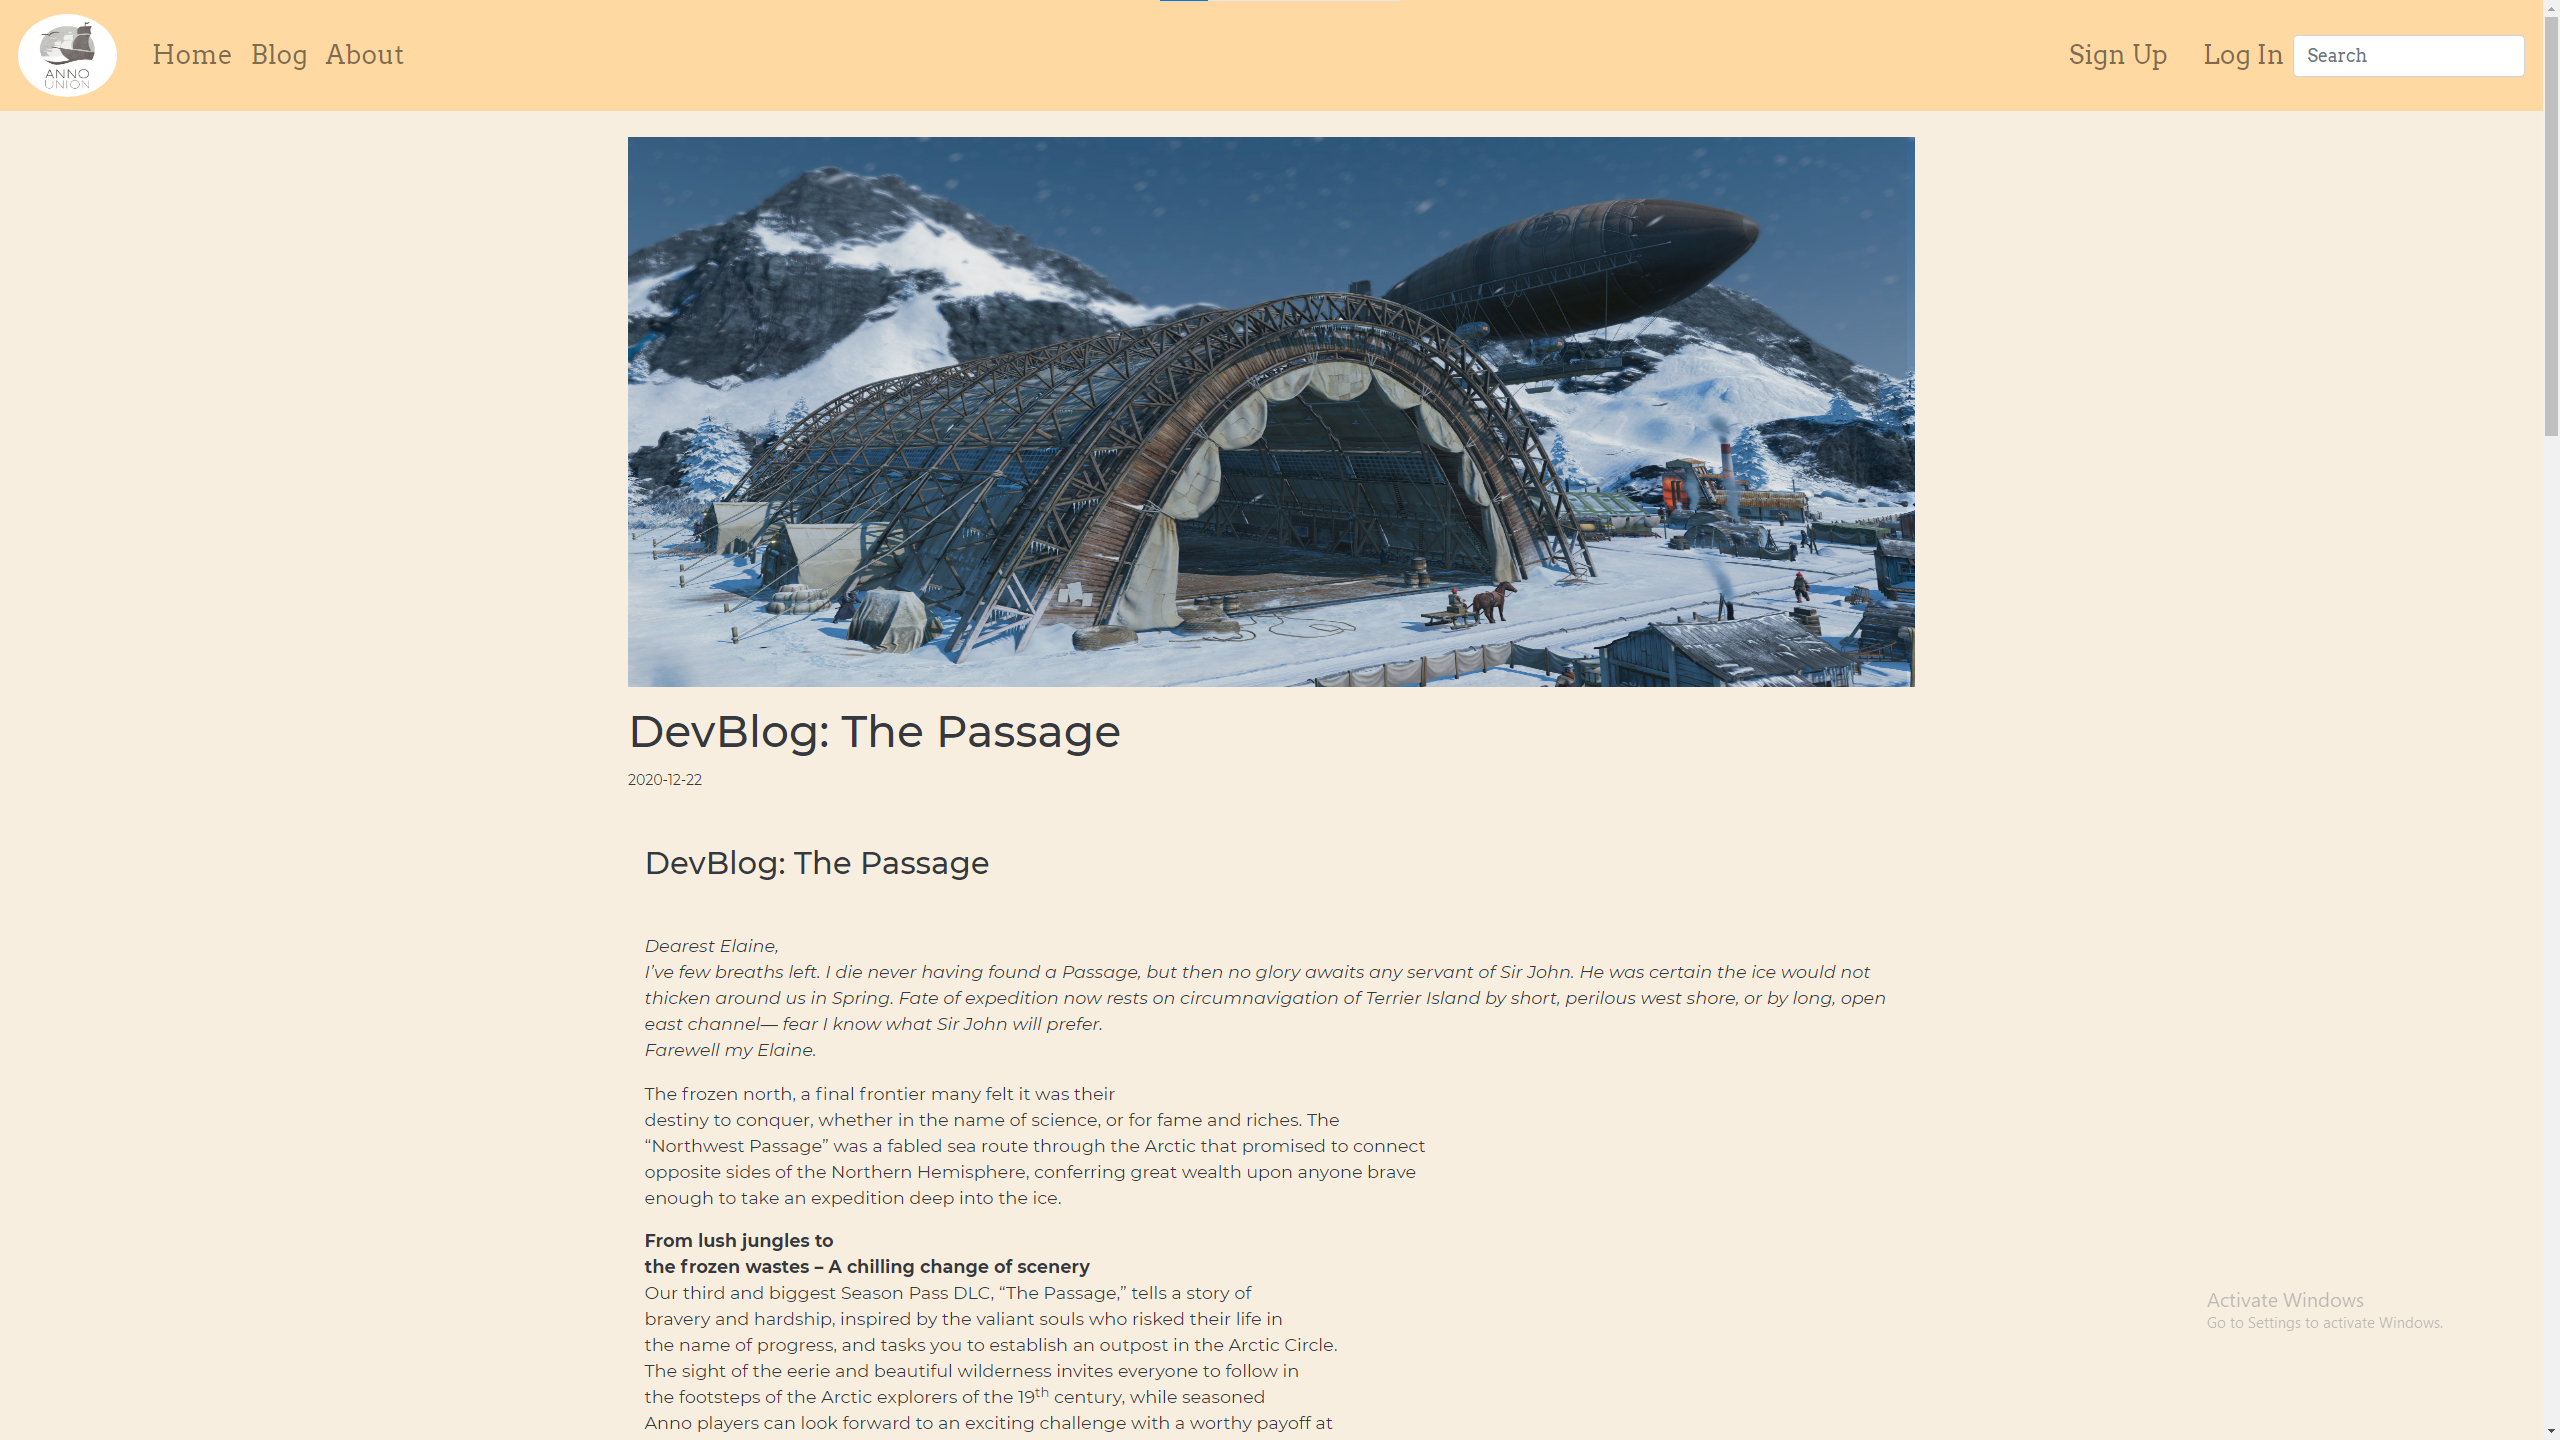 ANNO
UNION
Home Blog About
Sign Up Log In Search
DevBlog: The Passage
2020-12-22
DevBlog: The Passage
Dearest Elaine,
I’ve few breaths left. I die never having found a Passage, but then no glory awaits any servant of Sir John. He was certain the ice would not
thicken around us in Spring. Fate of expedition now rests on circumnavigation of Terrier Island by short, perilous west shore, or by long, open
east channel— fear I know what Sir John will prefer.
Farewell my Elaine.
The frozen north, a final frontier many felt it was their
destiny to conquer, whether in the name of science, or for fame and riches. The
“Northwest Passage” was a fabled sea route through the Arctic that promised to connect
opposite sides of the Northern Hemisphere, conferring great wealth upon anyone brave
enough to take an expedition deep into the ice.
From lush jungles to
the frozen wastes – A chilling change of scenery
Our third and biggest Season Pass DLC, “The Passage,” tells a story of
bravery and hardship, inspired by the valiant souls who risked their life in
the name of progress, and tasks you to establish an outpost in the Arctic Circle.
The sight of the eerie and beautiful wilderness invites everyone to follow in
the footsteps of the Arctic explorers of the 19th century, while seasoned
Anno players can look forward to an exciting challenge with a worthy payoff at
Activate Windows
Go to Settings to activate Windows.